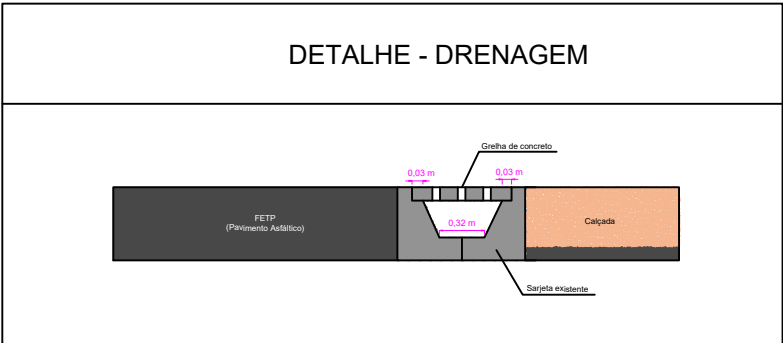 DETALHE - DRENAGEM
Grelha de concreto
0,03 m
0,03 m
FETP
(Pavimento Asfáltico)
0,32 m
Calçada
Sarjeta existente